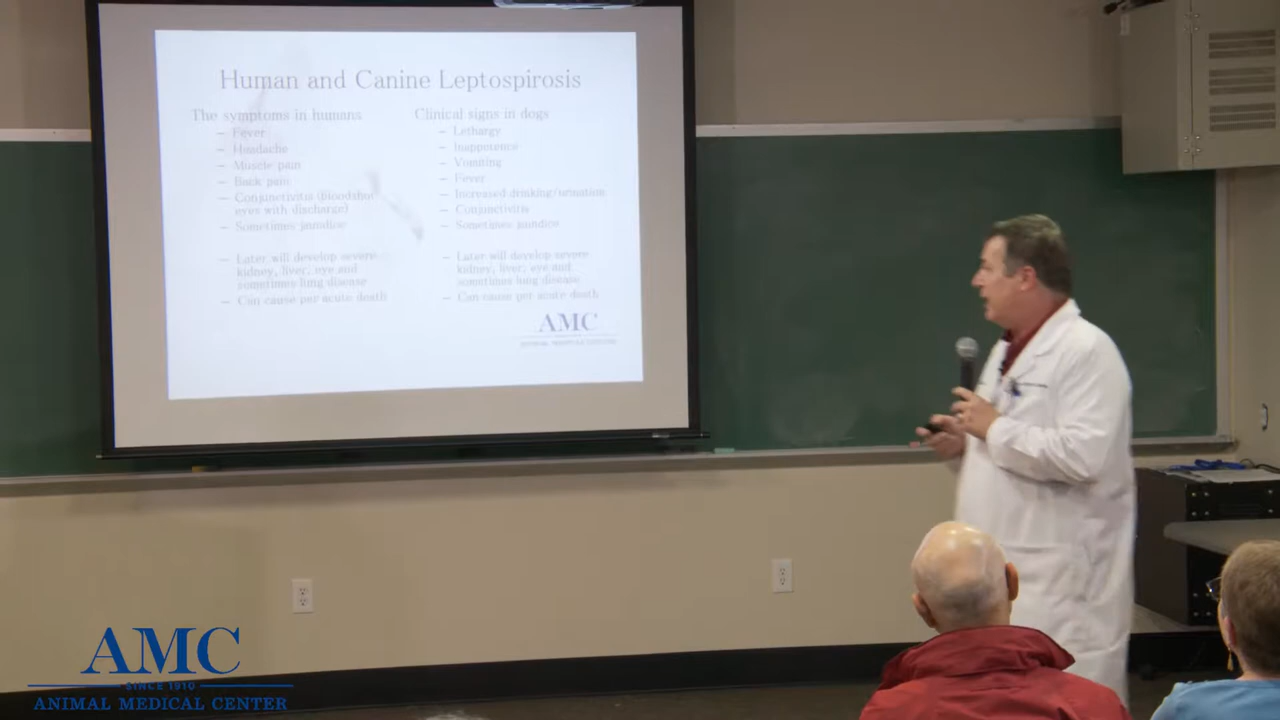 Human and Canine Leptospirosis
The symptoms in humans
– Fever
– Headache
– Muscle pain
– Back pain
– Conjunctivitis (bloodshot
eyes with discharge)
– Sometimes jaundice
– Later will develop severe
kidney, liver, eye and
sometimes lung disease
– Can cause per acute death
Clinical signs in dogs
– Lethargy
– Inappetence
– Vomiting
– Fever
– Increased drinking/urination
– Conjunctivitis
– Sometimes jaundice
– Later will develop severe
kidney, liver, eye and
sometimes lung disease
– Can cause per acute death
AMC
AMC
SINCE 1910
ANIMAL MEDICAL CENTER